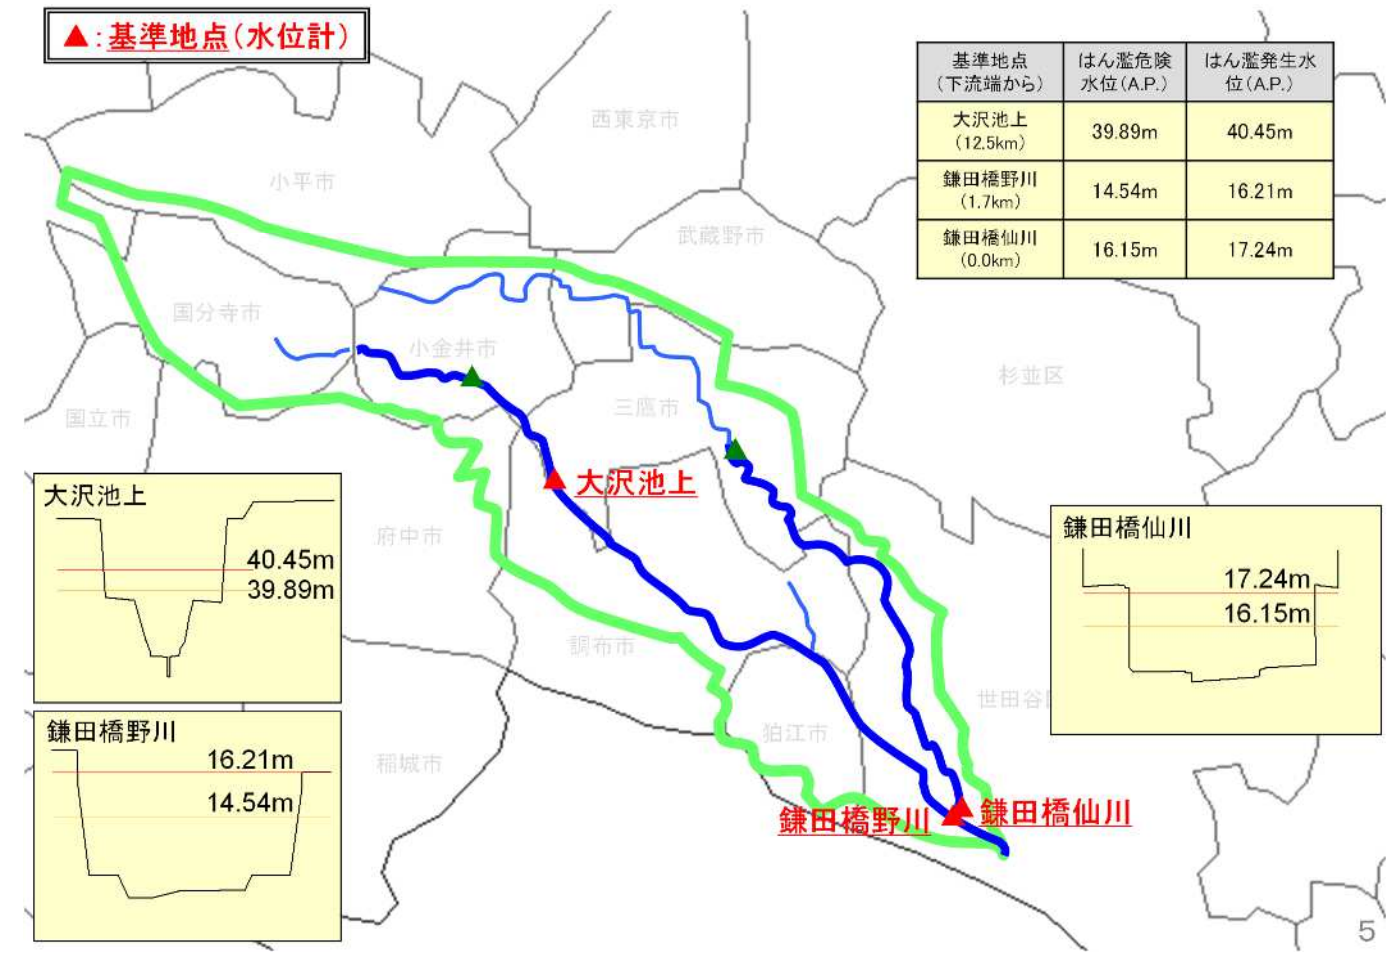 ▲:基準地点(水位計)
基準地点
(下流端から)
はん濫危険
水位(A.P.)
はん濫発生水
位(A.P.)
大沢池上
(12.5km)
39.89m
40.45m
鎌田橋野川
(1.7km)
14.54m
16.21m
鎌田橋仙川
(0.0km)
16.15m
17.24m
西東京市
小平市
武蔵野市
国分寺市
小金井市
杉並区
三鷹市
国立市
大沢池上
府中市
調布市
世田谷区
狛江市
稲城市
鎌田橋野川
鎌田橋仙川
大沢池上
40.45m
39.89m
鎌田橋野川
16.21m
14.54m
鎌田橋仙川
17.24m
16.15m
5